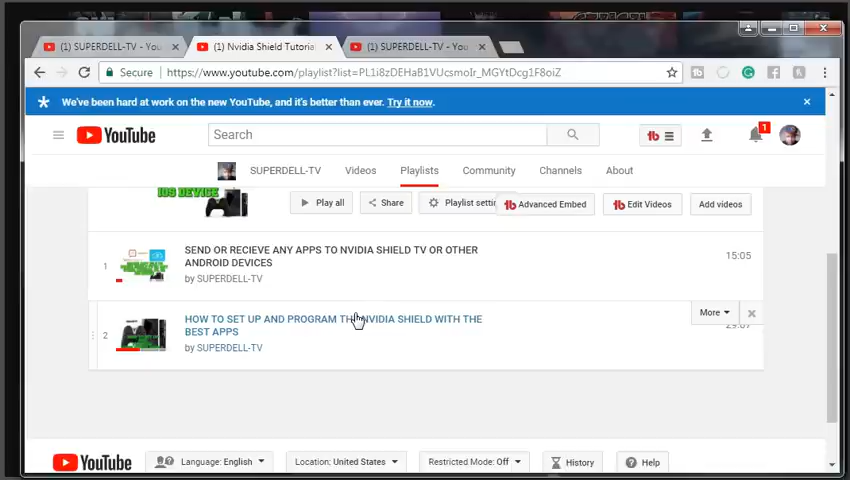 (1) SUPERDELL-TV - You
(1) Nvidia Shield Tutoria
(1) SUPERDELL-TV - You
Secure
https://www.youtube.com/playlist?list=PL1i8zDEHaB1VUcsmoIr_MGYtDcg1F8oiZ
We've been hard at work on the new YouTube, and it's better than ever. Try it now.
YouTube
Search
1
SUPERDELL-TV
Videos
Playlists
Community
Channels
About
IOS DEVICE
Play all
Share
Playlist settin
Advanced Embed
Edit Videos
Add videos
1
SEND OR RECIEVE ANY APPS TO NVIDIA SHIELD TV OR OTHER
ANDROID DEVICES
by SUPERDELL-TV
15:05
2
HOW TO SET UP AND PROGRAM THE NVIDIA SHIELD WITH THE
BEST APPS
by SUPERDELL-TV
More
YouTube
Language: English
Location: United States
Restricted Mode: Off
History
Help